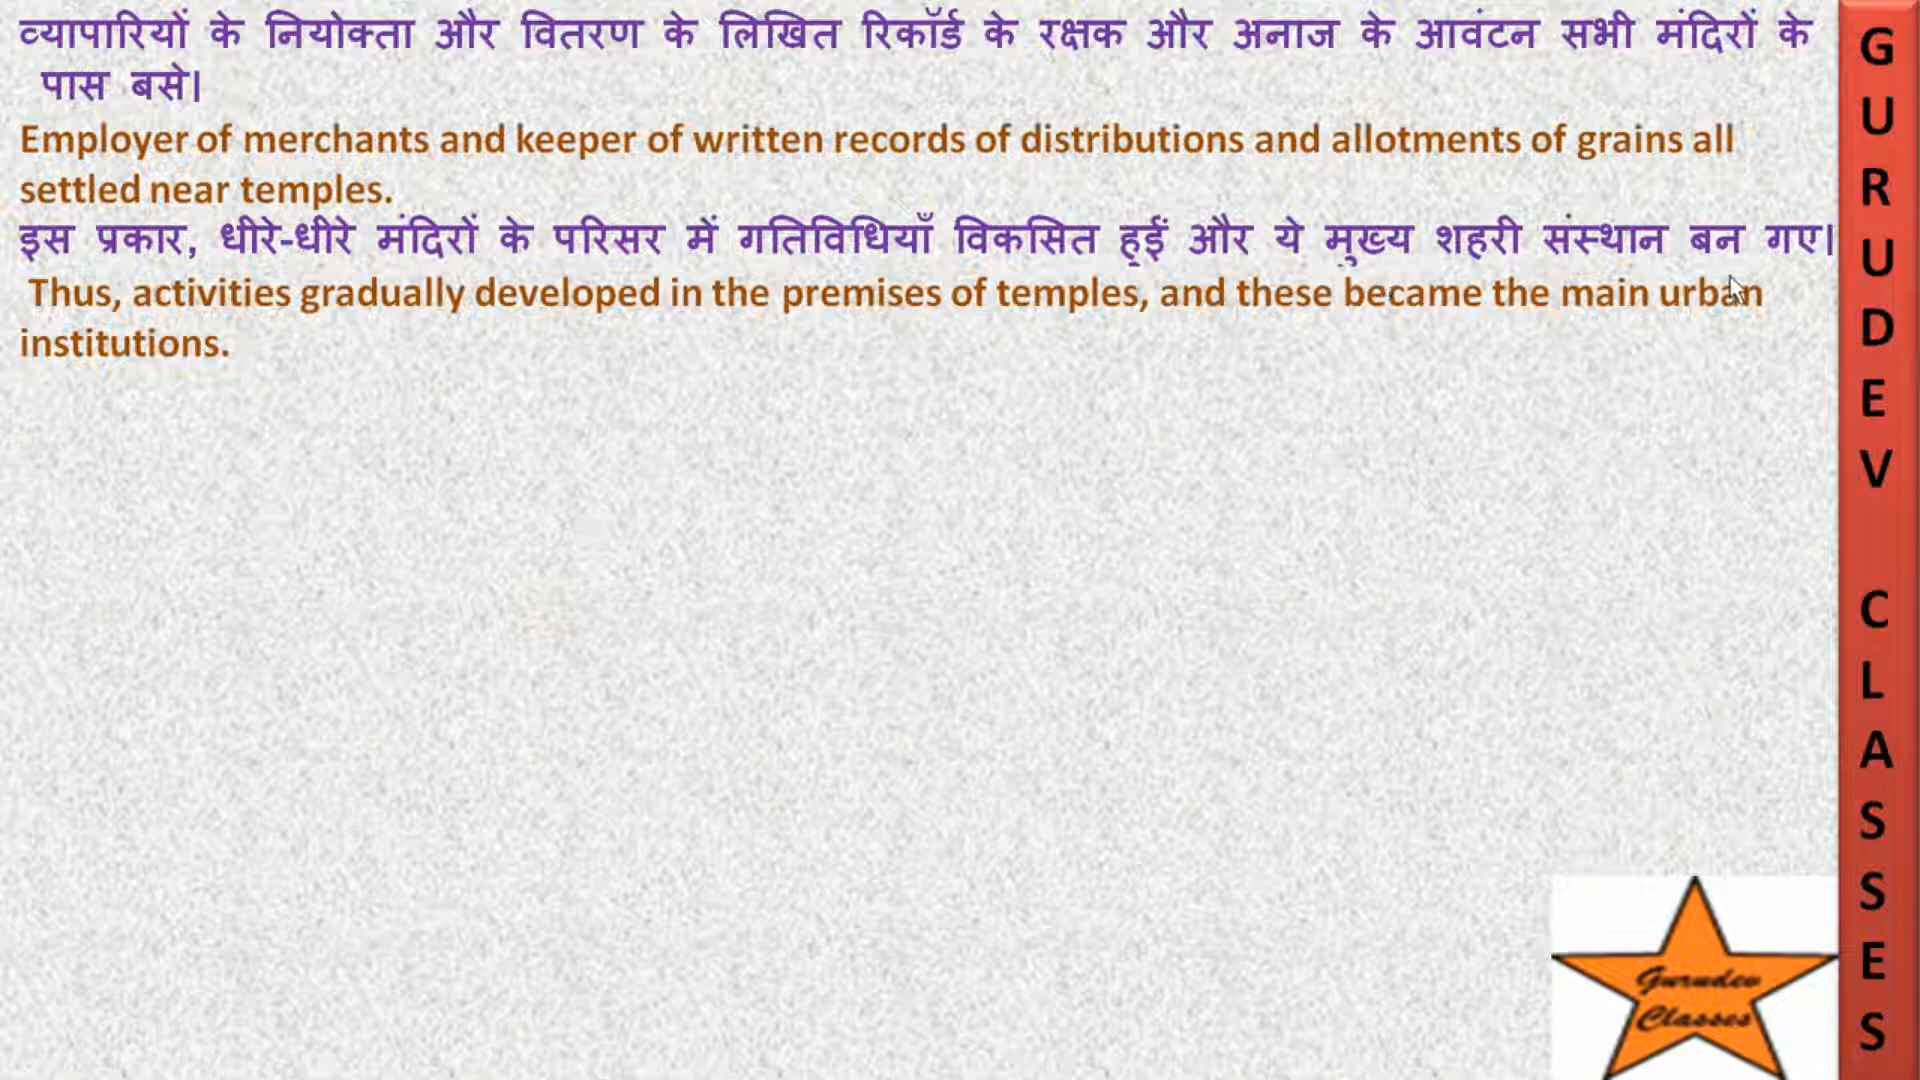 व्यापारियों के नियोक्ता और वितरण के लिखित रिकॉर्ड के रक्षक और अनाज के आवंटन सभी मंदिरों के
पास बसे।
Employer of merchants and keeper of written records of distributions and allotments of grains all
settled near temples.
इस प्रकार, धीरे-धीरे मंदिरों के परिसर में गतिविधियाँ विकसित हुईं और ये मुख्य शहरी संस्थान बन गए।
Thus, activities gradually developed in the premises of temples, and these became the main urban
institutions.
GURUDEV CLASSES
Gurudev
Classes